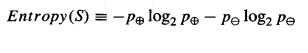 Entropy(S) ≡ −p⊕ log₂ p⊕ − p⊖ log₂ p⊖